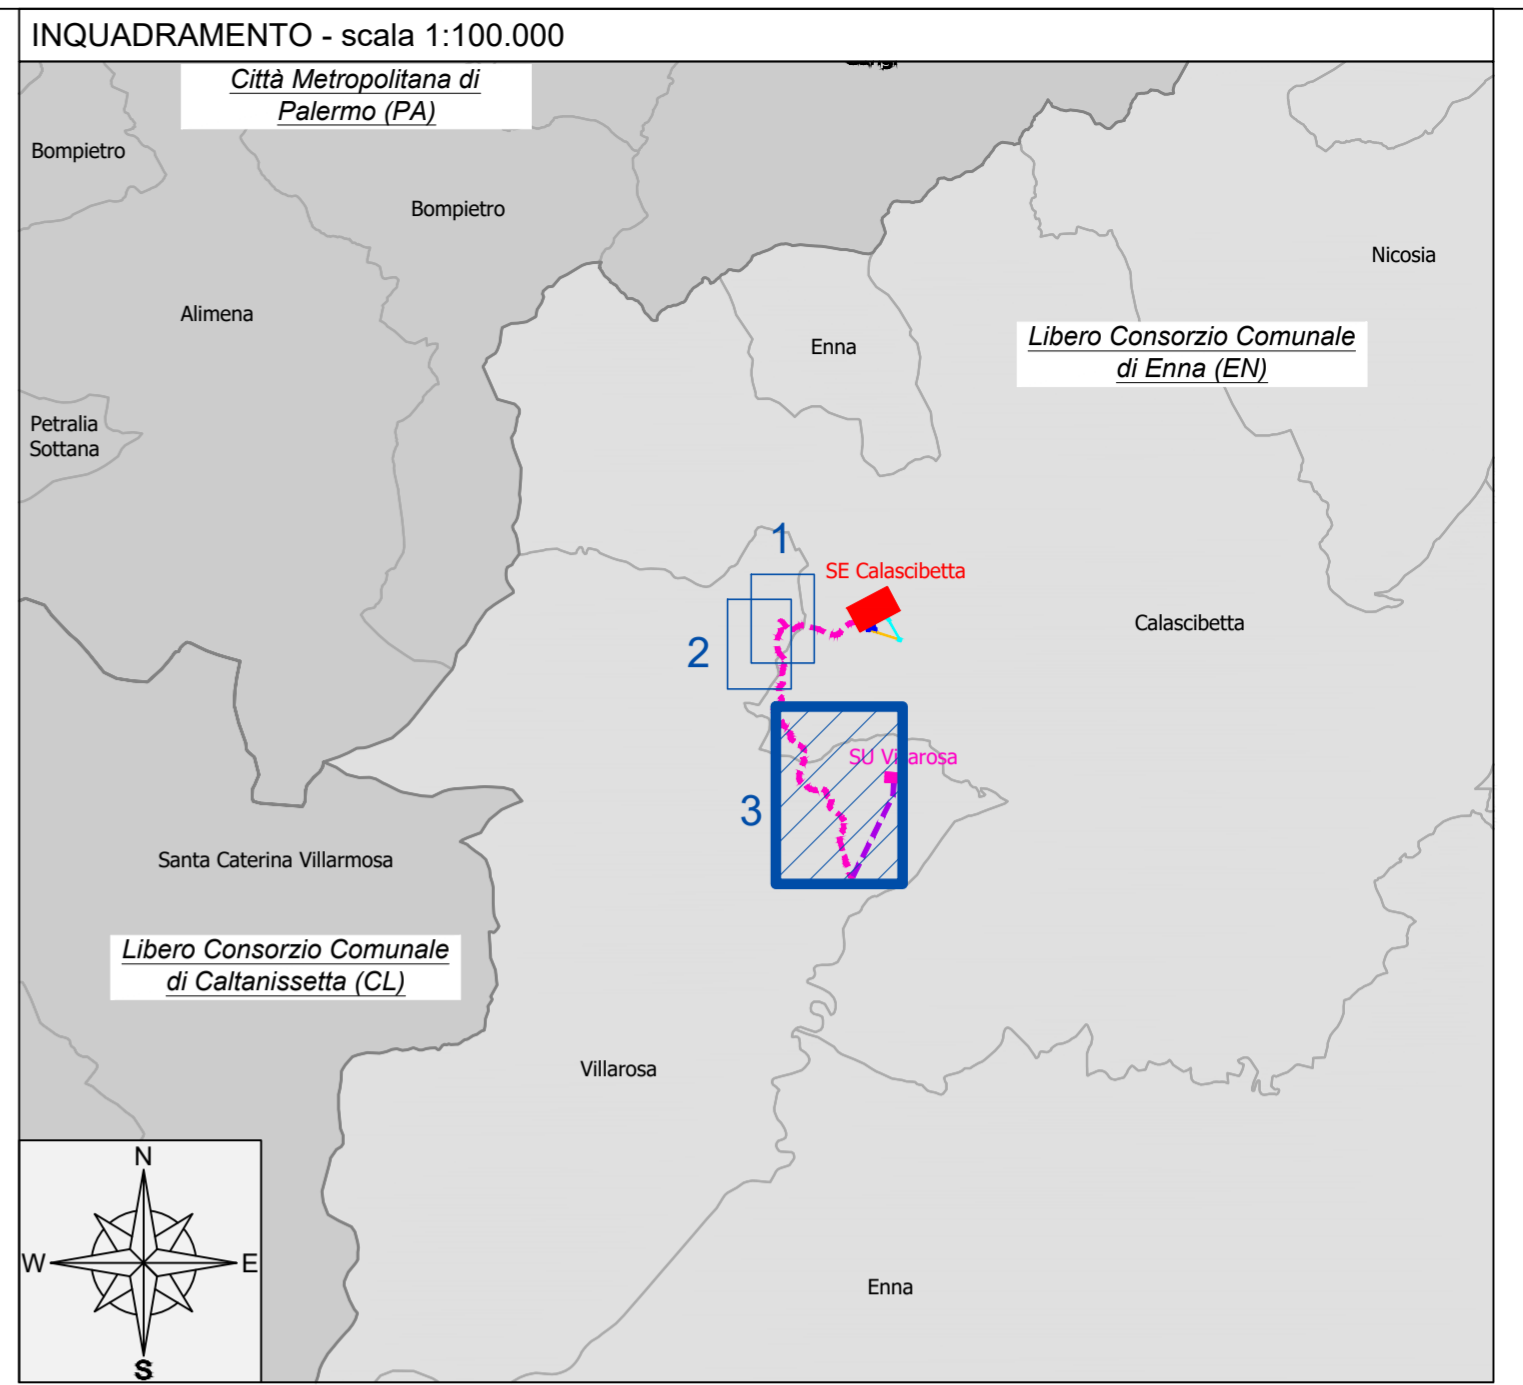 INQUADRAMENTO - scala 1:100.000
Città Metropolitana di
Palermo (PA)
Bompietro
Bompietro
Nicosia
Alimena
Enna
Libero Consorzio Comunale
di Enna (EN)
Petralia
Sottana
1
SE Calascibetta
Calascibetta
2
SU Villarosa
3
Santa Caterina Villarmosa
Libero Consorzio Comunale
di Caltanissetta (CL)
Villarosa
N
W
E
S
Enna